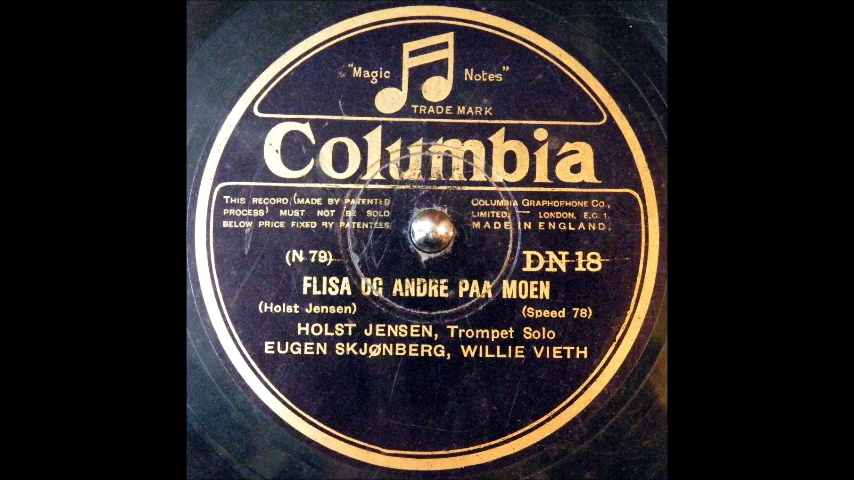 "Magic Notes"
TRADE MARK
Columbia
THIS RECORD (MADE BY PATENTED
PROCESS) MUST NOT BE SOLD
BELOW PRICE FIXED BY PATENTEES
COLUMBIA GRAPHOPHONE CO.,
LIMITED, — LONDON, E.C. 1.
MADE IN ENGLAND.
(N 79) DN 18
FLISA OG ANDRE PAA MOEN
(Holst Jensen) (Speed 78)
HOLST JENSEN, Trompet Solo
EUGEN SKJØNBERG, WILLIE VIETH